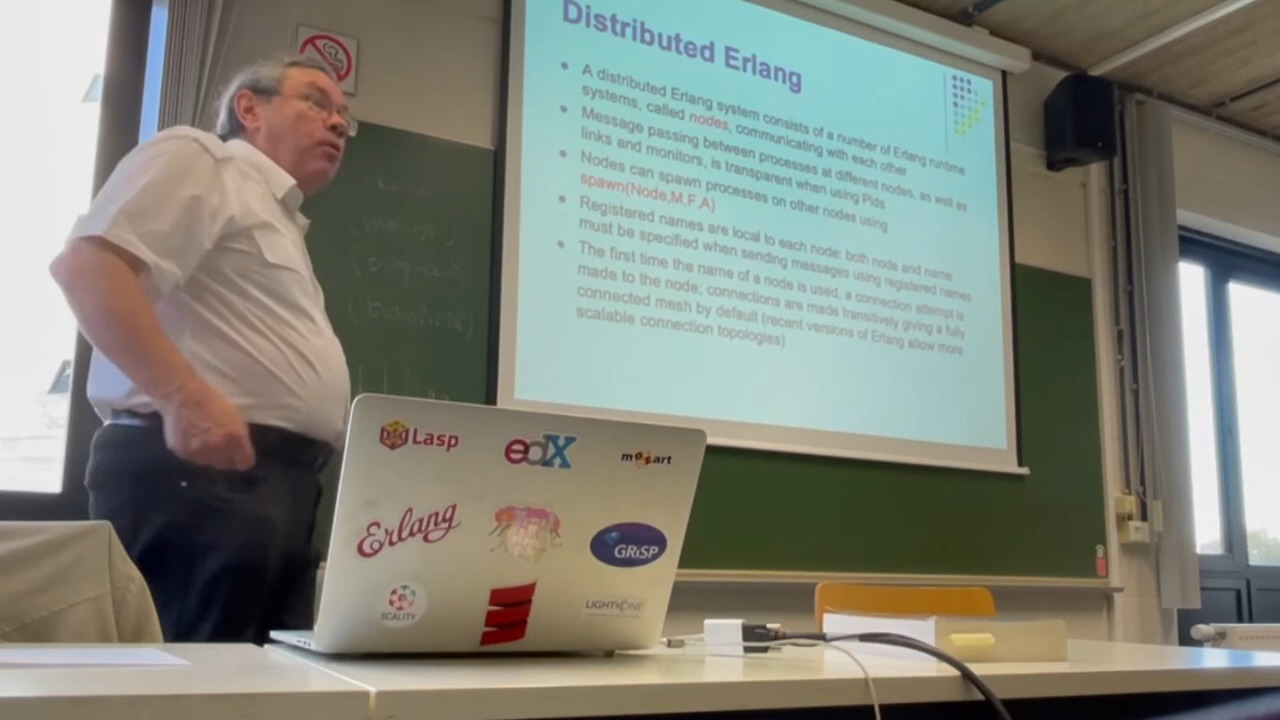 Distributed Erlang
• A distributed Erlang system consists of a number of Erlang runtime
systems, called nodes, communicating with each other
• Message passing between processes at different nodes, as well as
links and monitors, is transparent when using Pids
• Nodes can spawn processes on other nodes using
spawn(Node,M,F,A)
• Registered names are local to each node: both node and name
must be specified when sending messages using registered names
• The first time the name of a node is used, a connection attempt is
made to the node; connections are made transitively giving a fully
connected mesh by default (recent versions of Erlang allow more
scalable connection topologies)
Lasp
edX
mozart
Erlang
GRiSP
SCALITY
LIGHTKONE